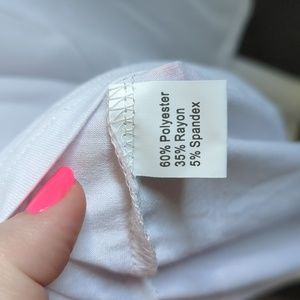 60% Polyester
35% Rayon
5% Spandex